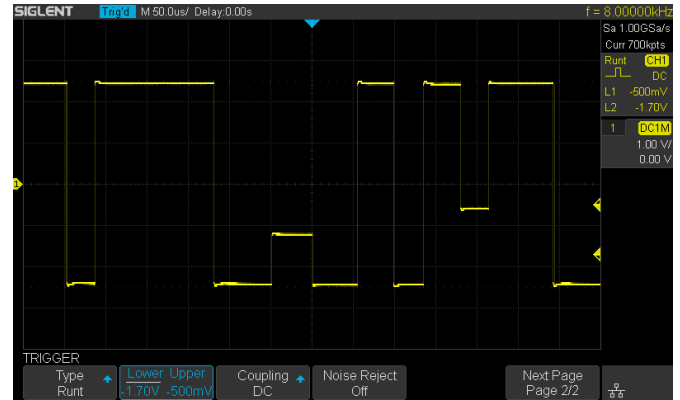 SIGLENT Trig'd M 50.0us/ Delay:0.00s f = 8.00000kHz
Sa 1.00GSa/s
Curr 700kpts
Runt CH1
DC
L1 -500mV
L2 -1.70V
1 DC1M
1.00 V/
0.00 V
1
TRIGGER
Type Lower Upper Coupling Noise Reject Next Page
Runt -1.70V -500mV DC Off Page 2/2